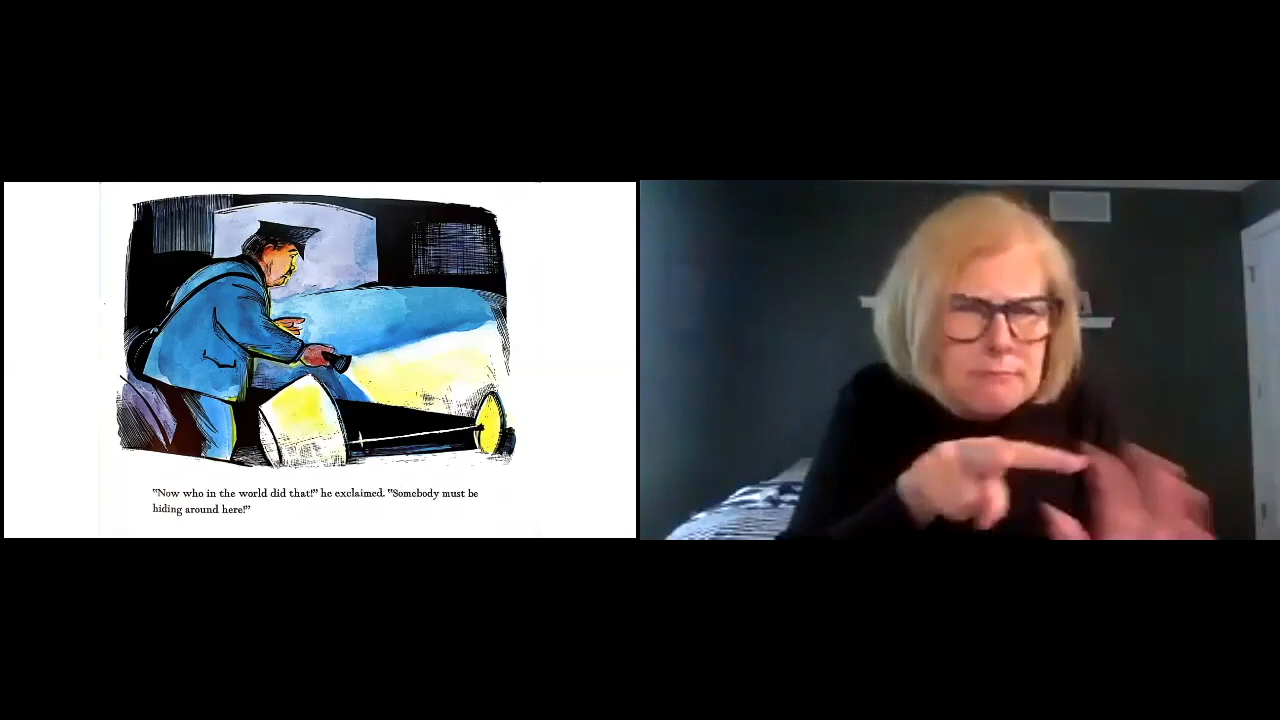 "Now who in the world did that!" he exclaimed. "Somebody must be
hiding around here!"